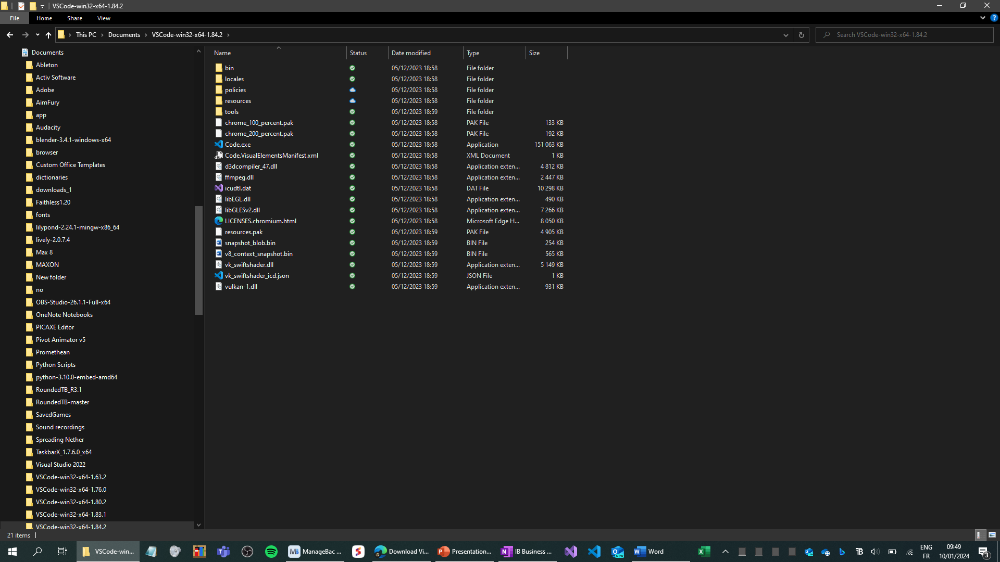 VSCode-win32-x64-1.84.2
File Home Share View
This PC Documents VSCode-win32-x64-1.84.2
Search VSCode-win32-x64-1.84.2
Documents
Ableton
Activ Software
Adobe
AimFury
app
Audacity
blender-3.4.1-windows-x64
browser
Custom Office Templates
dictionaries
downloads_1
Faithless1.20
fonts
lilypond-2.24.1-mingw-x86_64
lively-2.0.7.4
Max 8
MAXON
New folder
no
OBS-Studio-26.1.1-Full-x64
OneNote Notebooks
PICAXE Editor
Pivot Animator v5
Promethean
Python Scripts
python-3.10.0-embed-amd64
RoundedTB_R3.1
RoundedTB-master
SavedGames
Sound recordings
Spreading Nether
TaskbarX_1.7.6.0_x64
Visual Studio 2022
VSCode-win32-x64-1.63.2
VSCode-win32-x64-1.76.0
VSCode-win32-x64-1.80.2
VSCode-win32-x64-1.83.1
VSCode-win32-x64-1.84.2
Name Status Date modified Type Size
bin 05/12/2023 18:58 File folder
locales 05/12/2023 18:58 File folder
policies 05/12/2023 18:58 File folder
resources 05/12/2023 18:58 File folder
tools 05/12/2023 18:59 File folder
chrome_100_percent.pak 05/12/2023 18:58 PAK File 133 KB
chrome_200_percent.pak 05/12/2023 18:58 PAK File 192 KB
Code.exe 05/12/2023 18:58 Application 151 063 KB
Code.VisualElementsManifest.xml 05/12/2023 18:58 XML Document 1 KB
d3dcompiler_47.dll 05/12/2023 18:58 Application exten... 4 812 KB
ffmpeg.dll 05/12/2023 18:58 Application exten... 2 447 KB
icudtl.dat 05/12/2023 18:58 DAT File 10 298 KB
libEGL.dll 05/12/2023 18:58 Application exten... 490 KB
libGLESv2.dll 05/12/2023 18:58 Application exten... 7 266 KB
LICENSES.chromium.html 05/12/2023 18:58 Microsoft Edge H... 8 050 KB
resources.pak 05/12/2023 18:59 PAK File 4 905 KB
snapshot_blob.bin 05/12/2023 18:59 BIN File 254 KB
v8_context_snapshot.bin 05/12/2023 18:59 BIN File 565 KB
vk_swiftshader.dll 05/12/2023 18:59 Application exten... 5 149 KB
vk_swiftshader_icd.json 05/12/2023 18:59 JSON File 1 KB
vulkan-1.dll 05/12/2023 18:59 Application exten... 931 KB
21 items
VSCode-win... ManageBac ... Download Vi... Presentation... IB Business ... Word
ENG
FR
09:49
10/01/2024
3